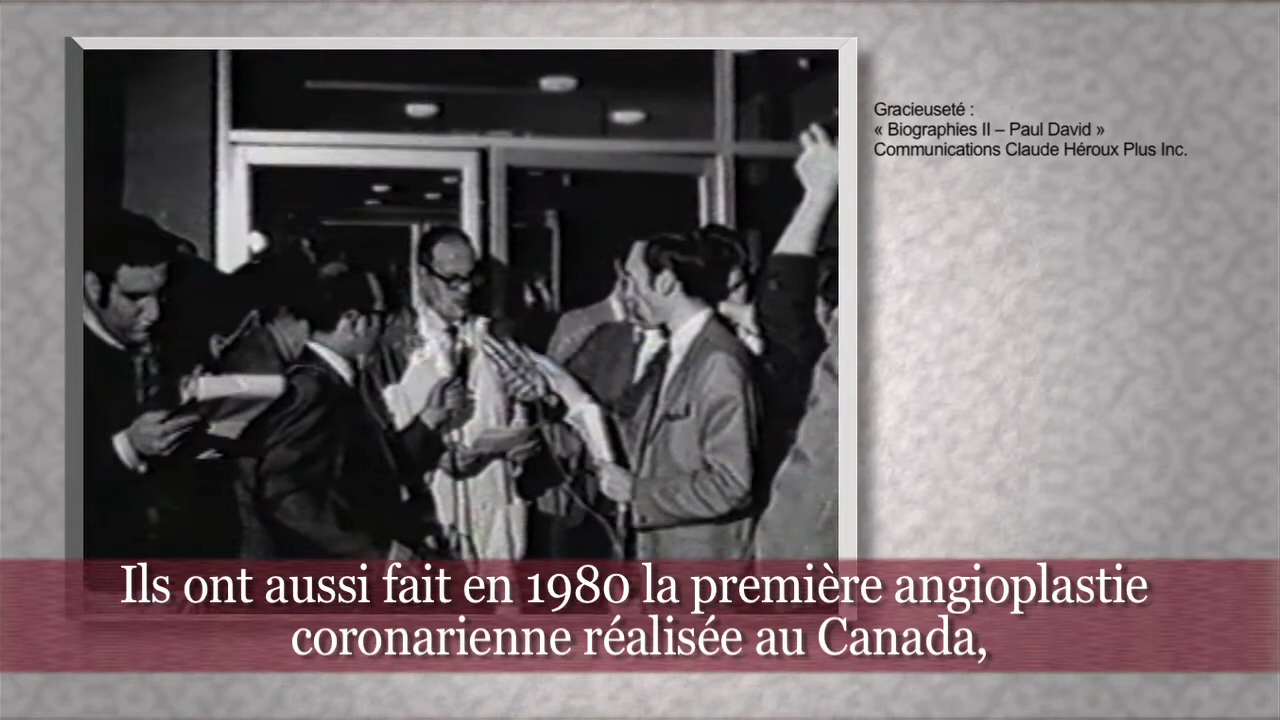 Gracieuseté :
« Biographies II – Paul David »
Communications Claude Héroux Plus Inc.
Ils ont aussi fait en 1980 la première angioplastie
coronarienne réalisée au Canada,